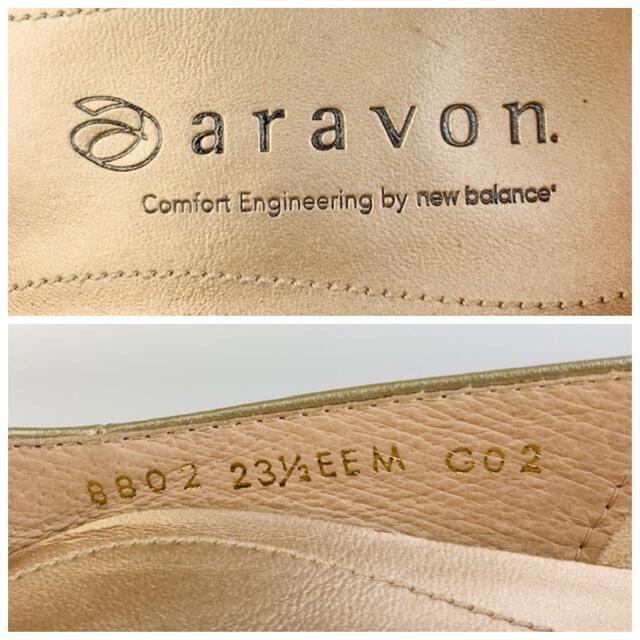 aravon.
Comfort Engineering by new balance®
8802 23½EEM G02